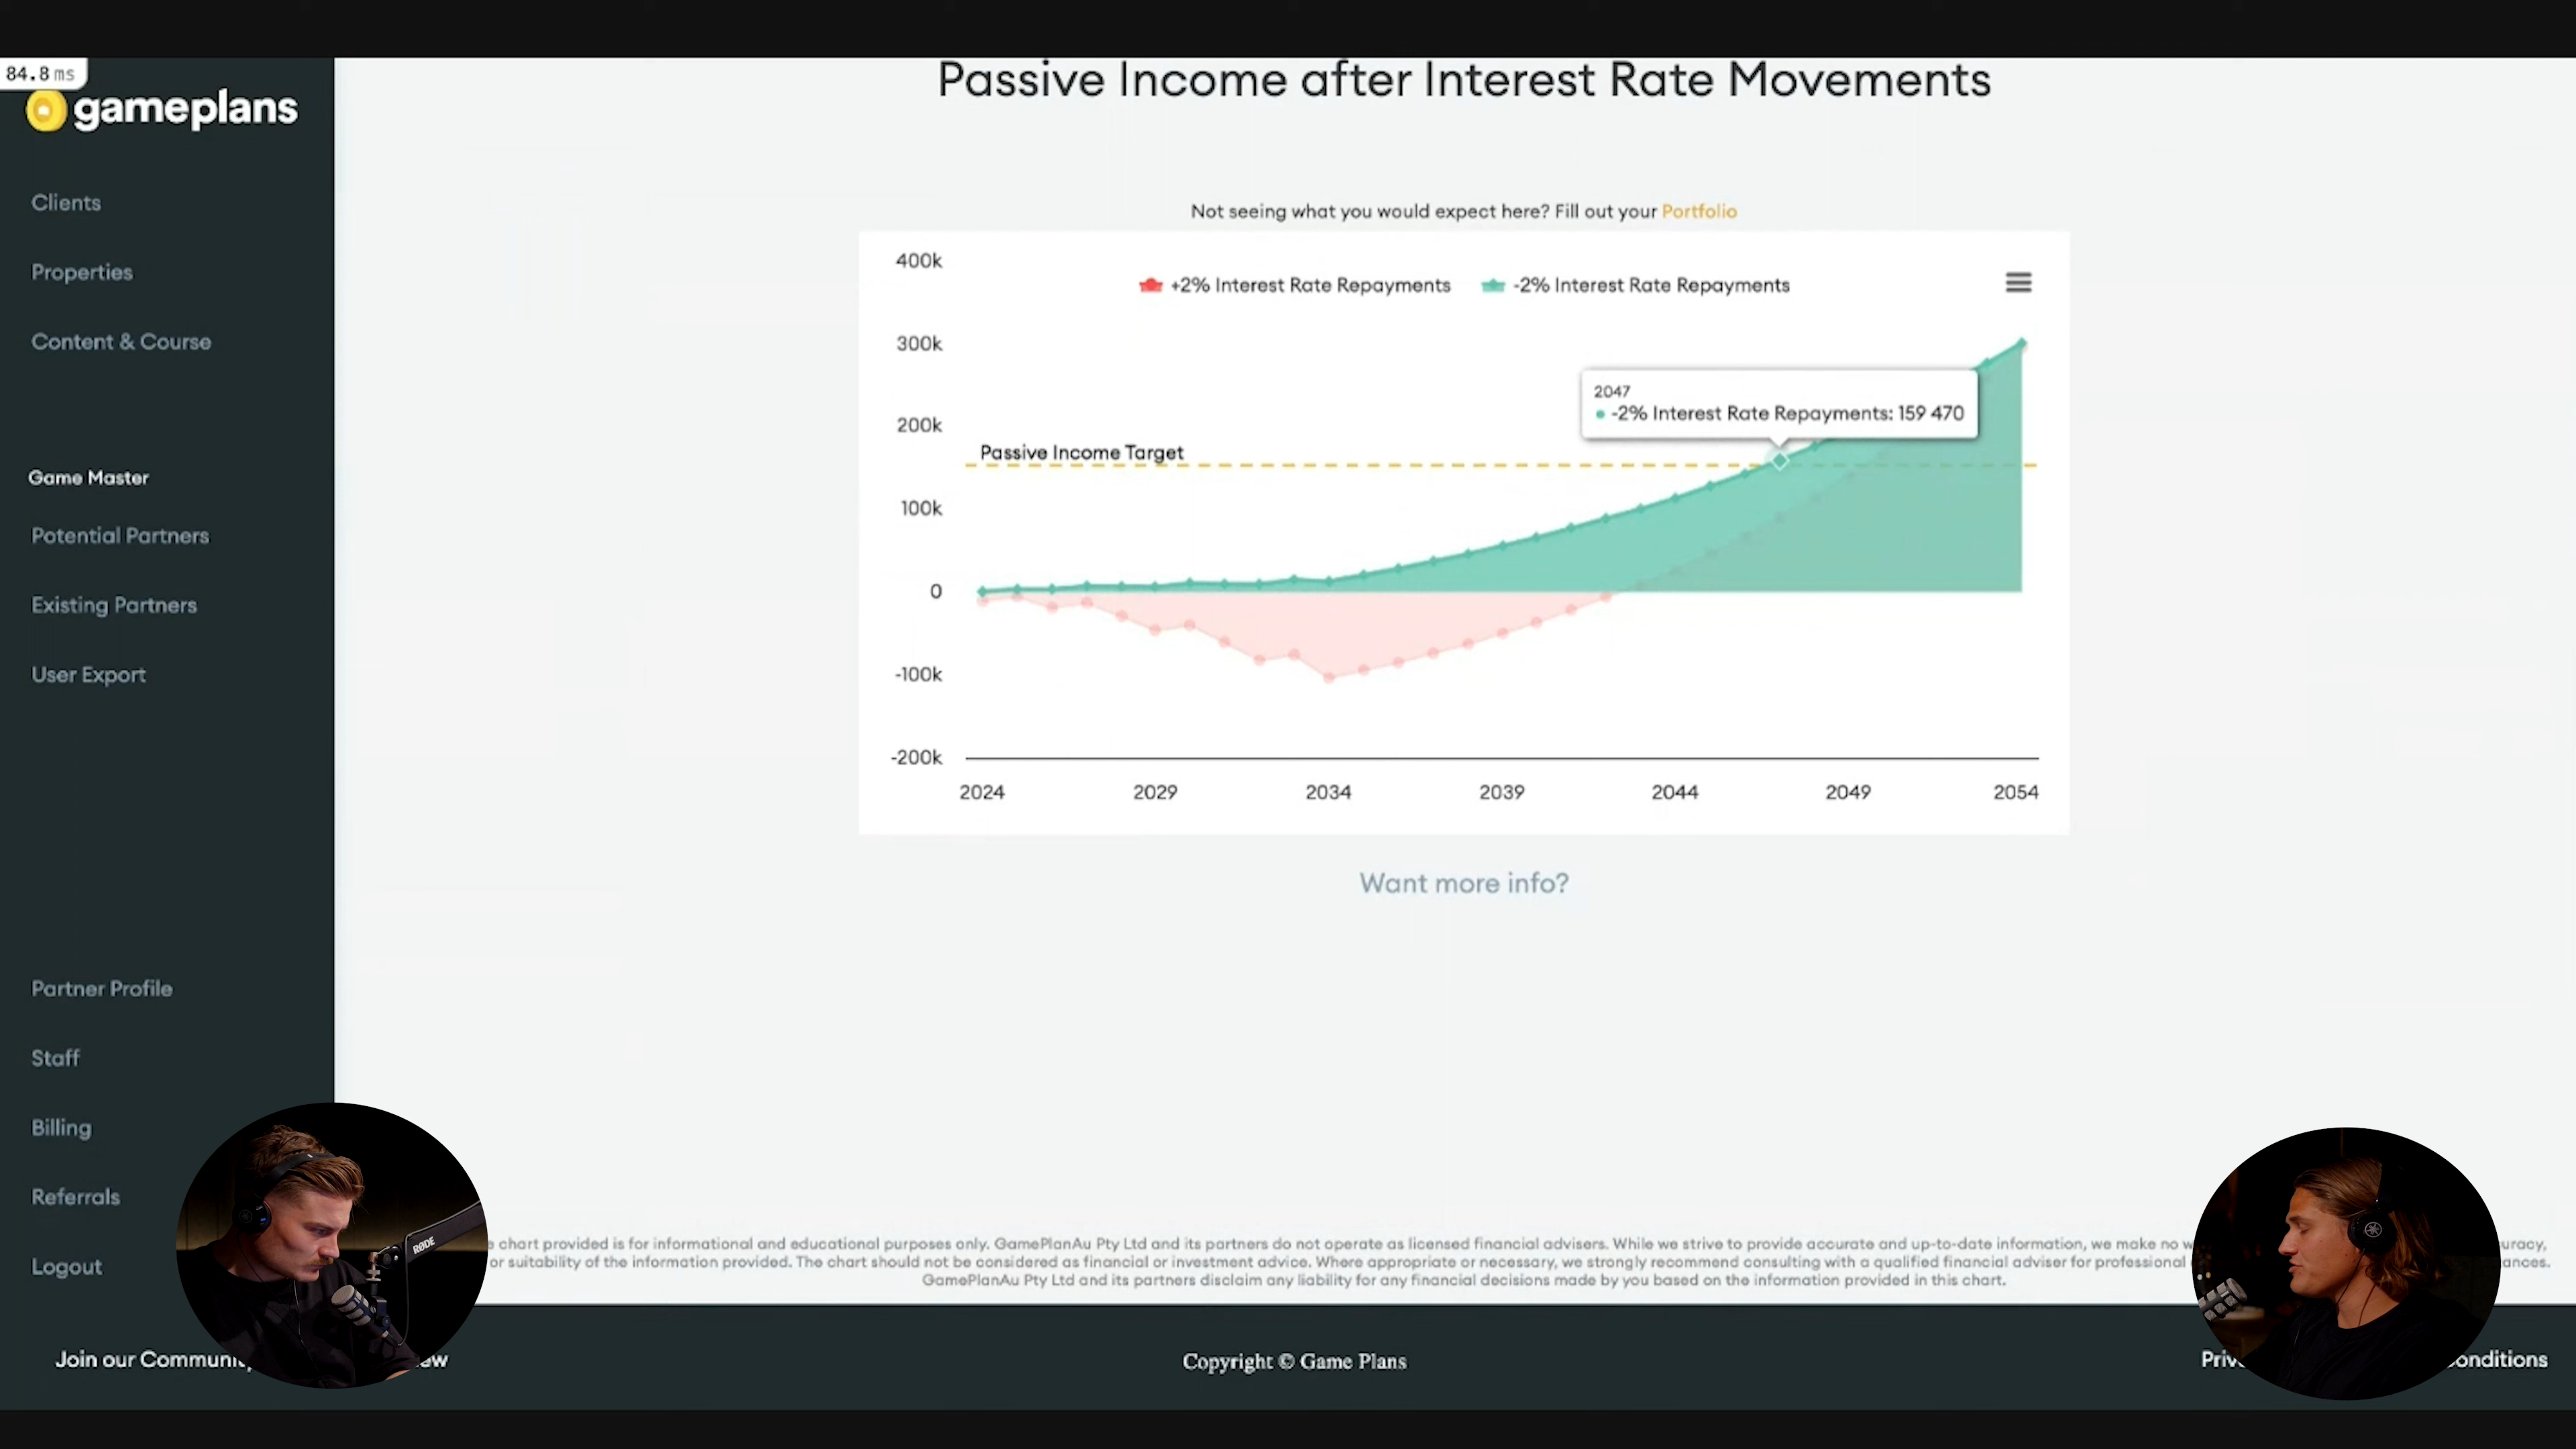 84.8 ms
gameplans
Clients
Properties
Content & Course
Game Master
Potential Partners
Existing Partners
User Export
Partner Profile
Staff
Billing
Referrals
Logout
Passive Income after Interest Rate Movements
Not seeing what you would expect here? Fill out your Portfolio
+2% Interest Rate Repayments
-2% Interest Rate Repayments
400k
300k
200k
100k
0
-100k
-200k
Passive Income Target
2047
-2% Interest Rate Repayments: 159 470
2024 2029 2034 2039 2044 2049 2054
Want more info?
chart provided is for informational and educational purposes only. GamePlanAu Pty Ltd and its partners do not operate as licensed financial advisers. While we strive to provide accurate and up-to-date information, we make no
or suitability of the information provided. The chart should not be considered as financial or investment advice. Where appropriate or necessary, we strongly recommend consulting with a qualified financial adviser for professional
GamePlanAu Pty Ltd and its partners disclaim any liability for any financial decisions made by you based on the information provided in this chart.
RØDE
Join our
Copyright © Game Plans